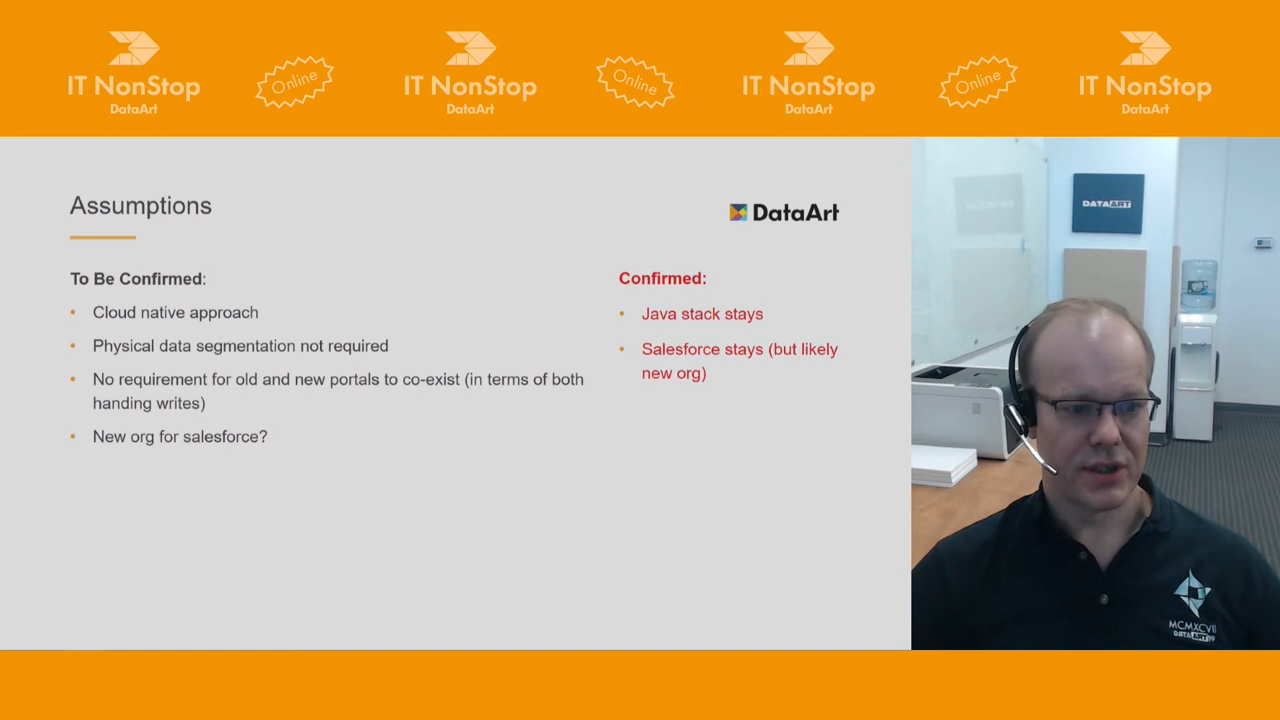 IT NonStop
DataArt
Online
IT NonStop
DataArt
Online
IT NonStop
DataArt
Online
IT NonStop
DataArt
Assumptions
DataArt
To Be Confirmed:
• Cloud native approach
• Physical data segmentation not required
• No requirement for old and new portals to co-exist (in terms of both
handing writes)
• New org for salesforce?
Confirmed:
• Java stack stays
• Salesforce stays (but likely
new org)
DATAART
MCMXCVII
DATAART